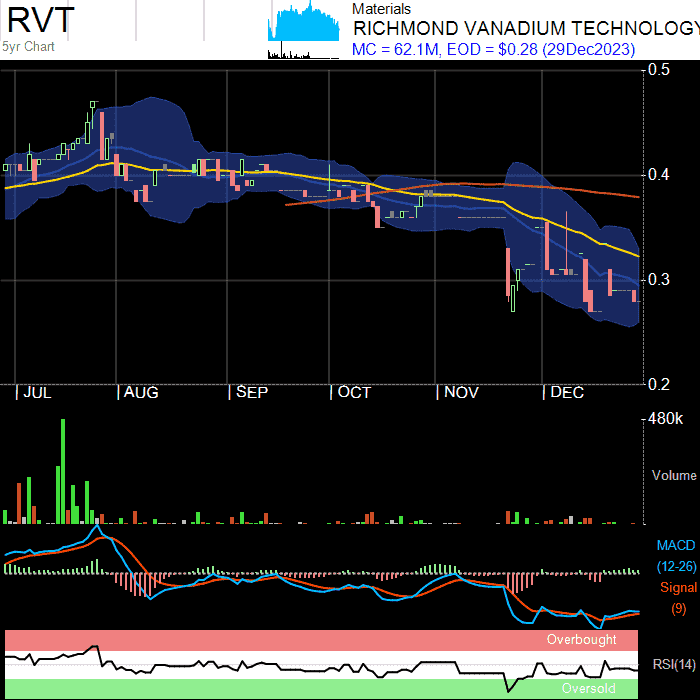 RVT
5yr Chart
Materials
RICHMOND VANADIUM TECHNOLOGY
MC = 62.1M, EOD = $0.28 (29Dec2023)
0.5
0.4
0.3
0.2
JUL AUG SEP OCT NOV DEC
480k
Volume
MACD
(12-26)
Signal
(9)
Overbought
RSI(14)
Oversold